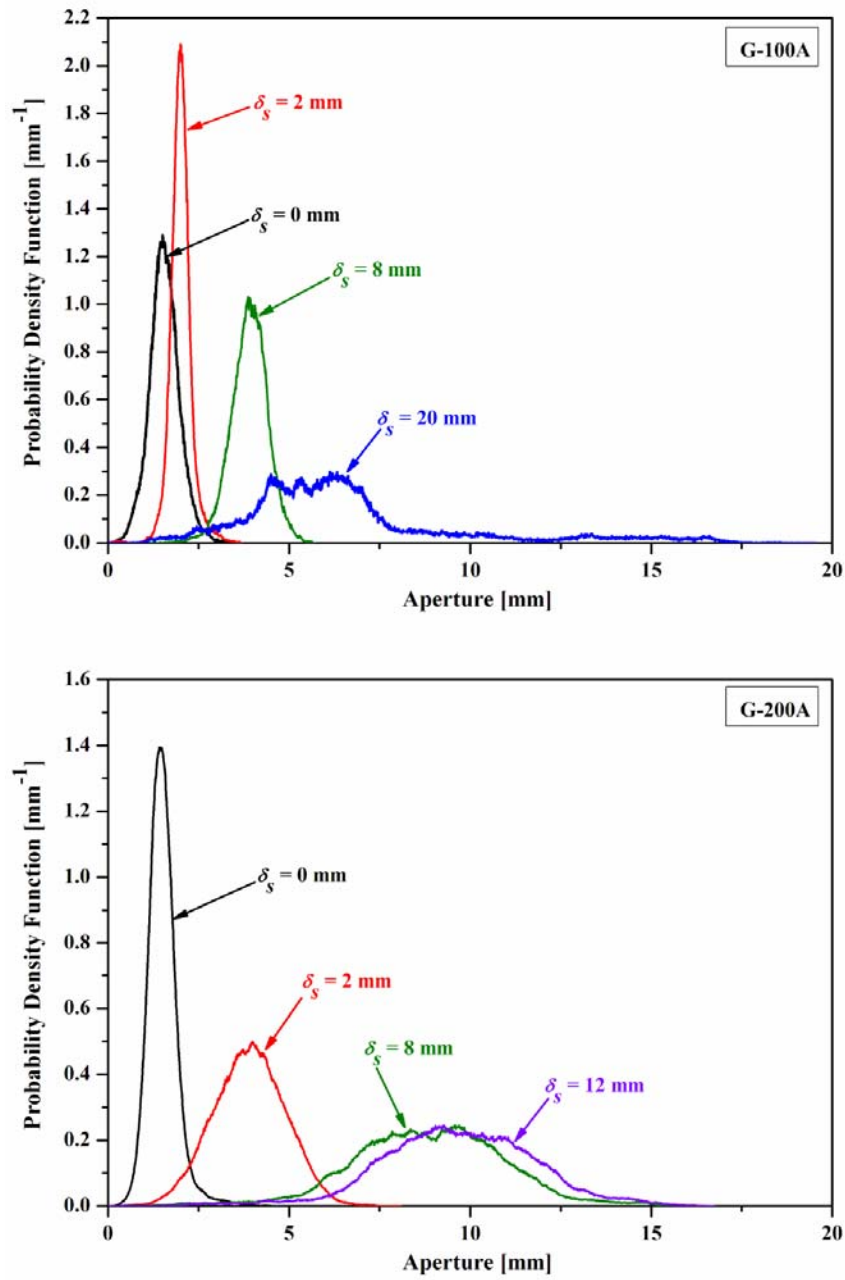 2.2
2.0
1.8
1.6
1.4
1.2
1.0
0.8
0.6
0.4
0.2
0.0
Probability Density Function [mm⁻¹]
G-100A
δs = 2 mm
δs = 0 mm
δs = 8 mm
δs = 20 mm
0 5 10 15 20
Aperture [mm]
1.6
1.4
1.2
1.0
0.8
0.6
0.4
0.2
0.0
Probability Density Function [mm⁻¹]
G-200A
δs = 0 mm
δs = 2 mm
δs = 8 mm
δs = 12 mm
0 5 10 15 20
Aperture [mm]